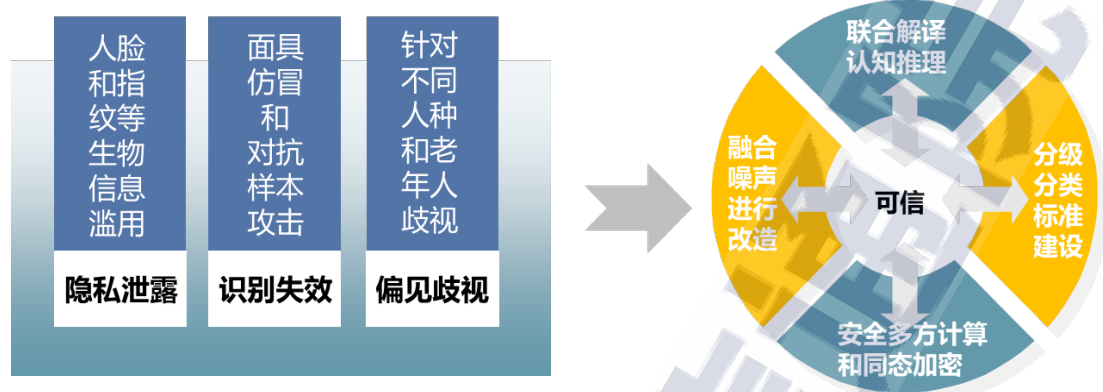 人脸
和指
纹等
生物
信息
滥用
隐私泄露
面具
仿冒
和
对抗
样本
攻击
识别失效
针对
不同
人种
和老
年人
歧视
偏见歧视
联合解译
认知推理
融合
噪声
进行
改造
可信
分级
分类
标准
建设
安全多方计算
和同态加密